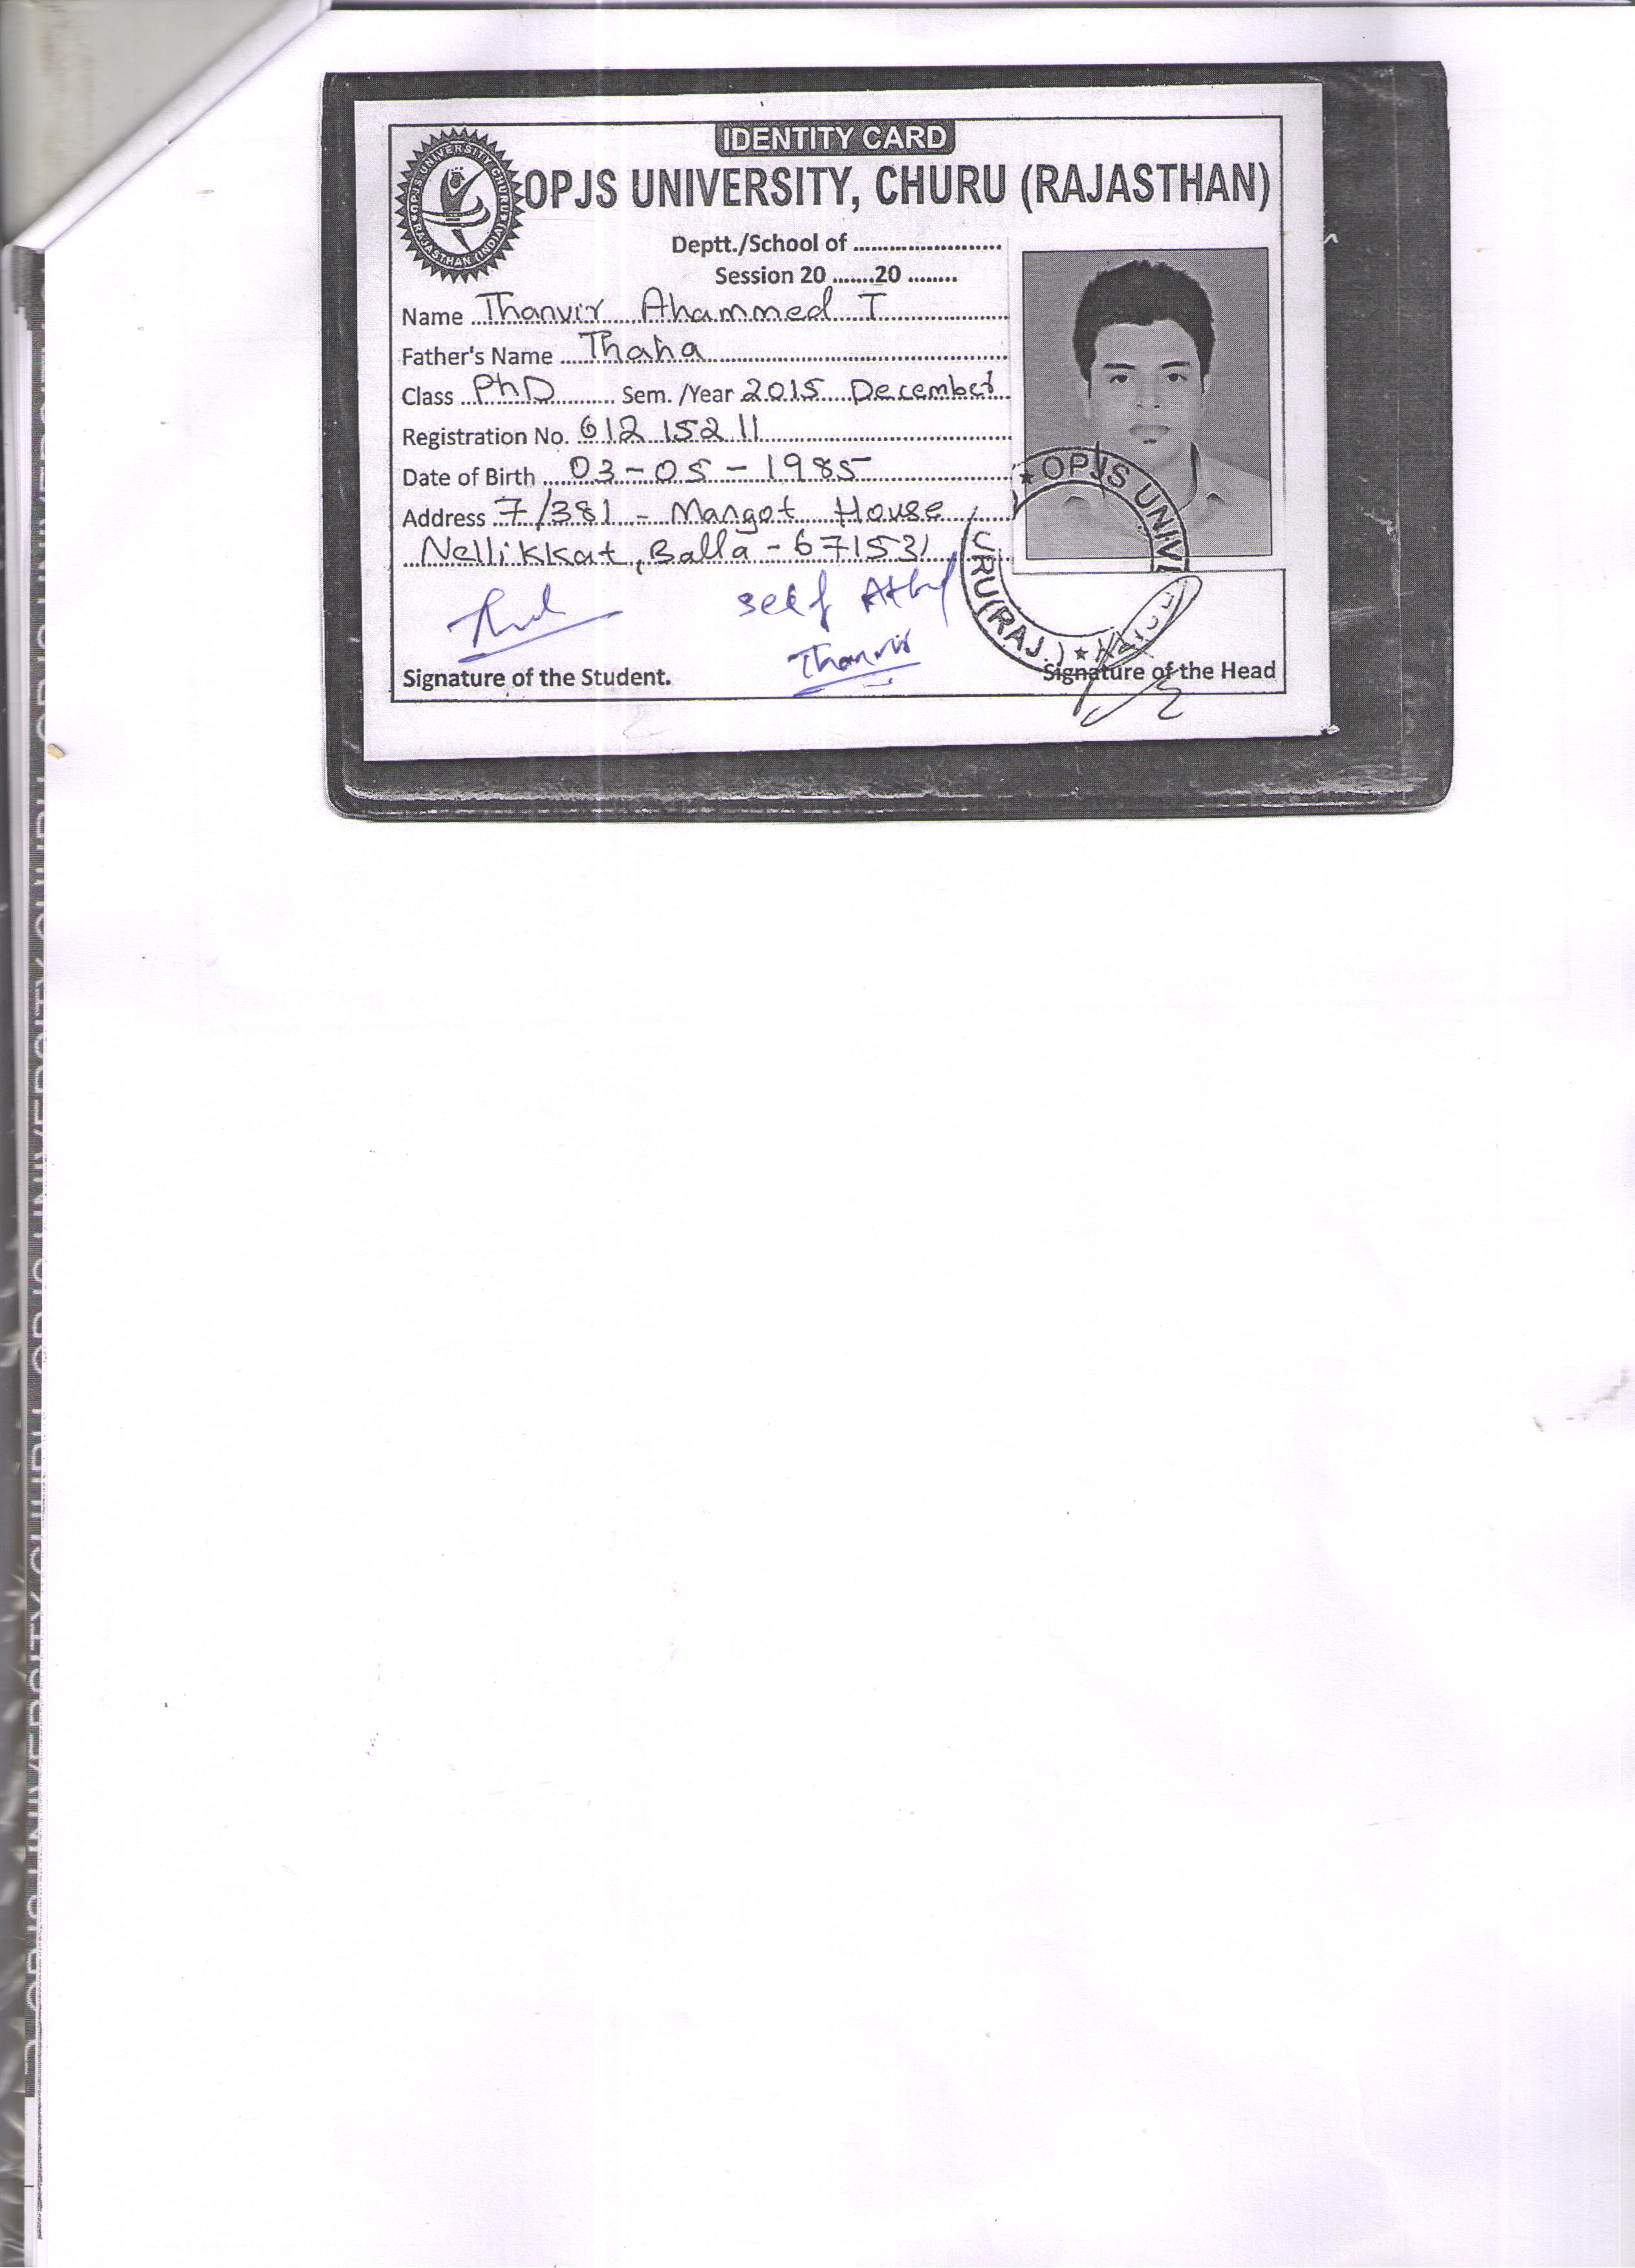 IDENTITY CARD
OPJS UNIVERSITY, CHURU (RAJASTHAN)
OPJS UNIVERSITY CHURU RAJASTHAN (INDIA)
Deptt./School of ........................
Session 20 .......20 ........
Name Thanvir Ahammed T
Father's Name Thaha
Class PhD Sem. /Year 2015 December
Registration No. 612 152 11
Date of Birth 03-05-1985
Address 7/381 - Mangot House
Nellikkat, Balla - 671531
★ OPJS UNIV
RU(RAJ.) ★
self
Thanvir
Signature of the Student.
Signature of the Head